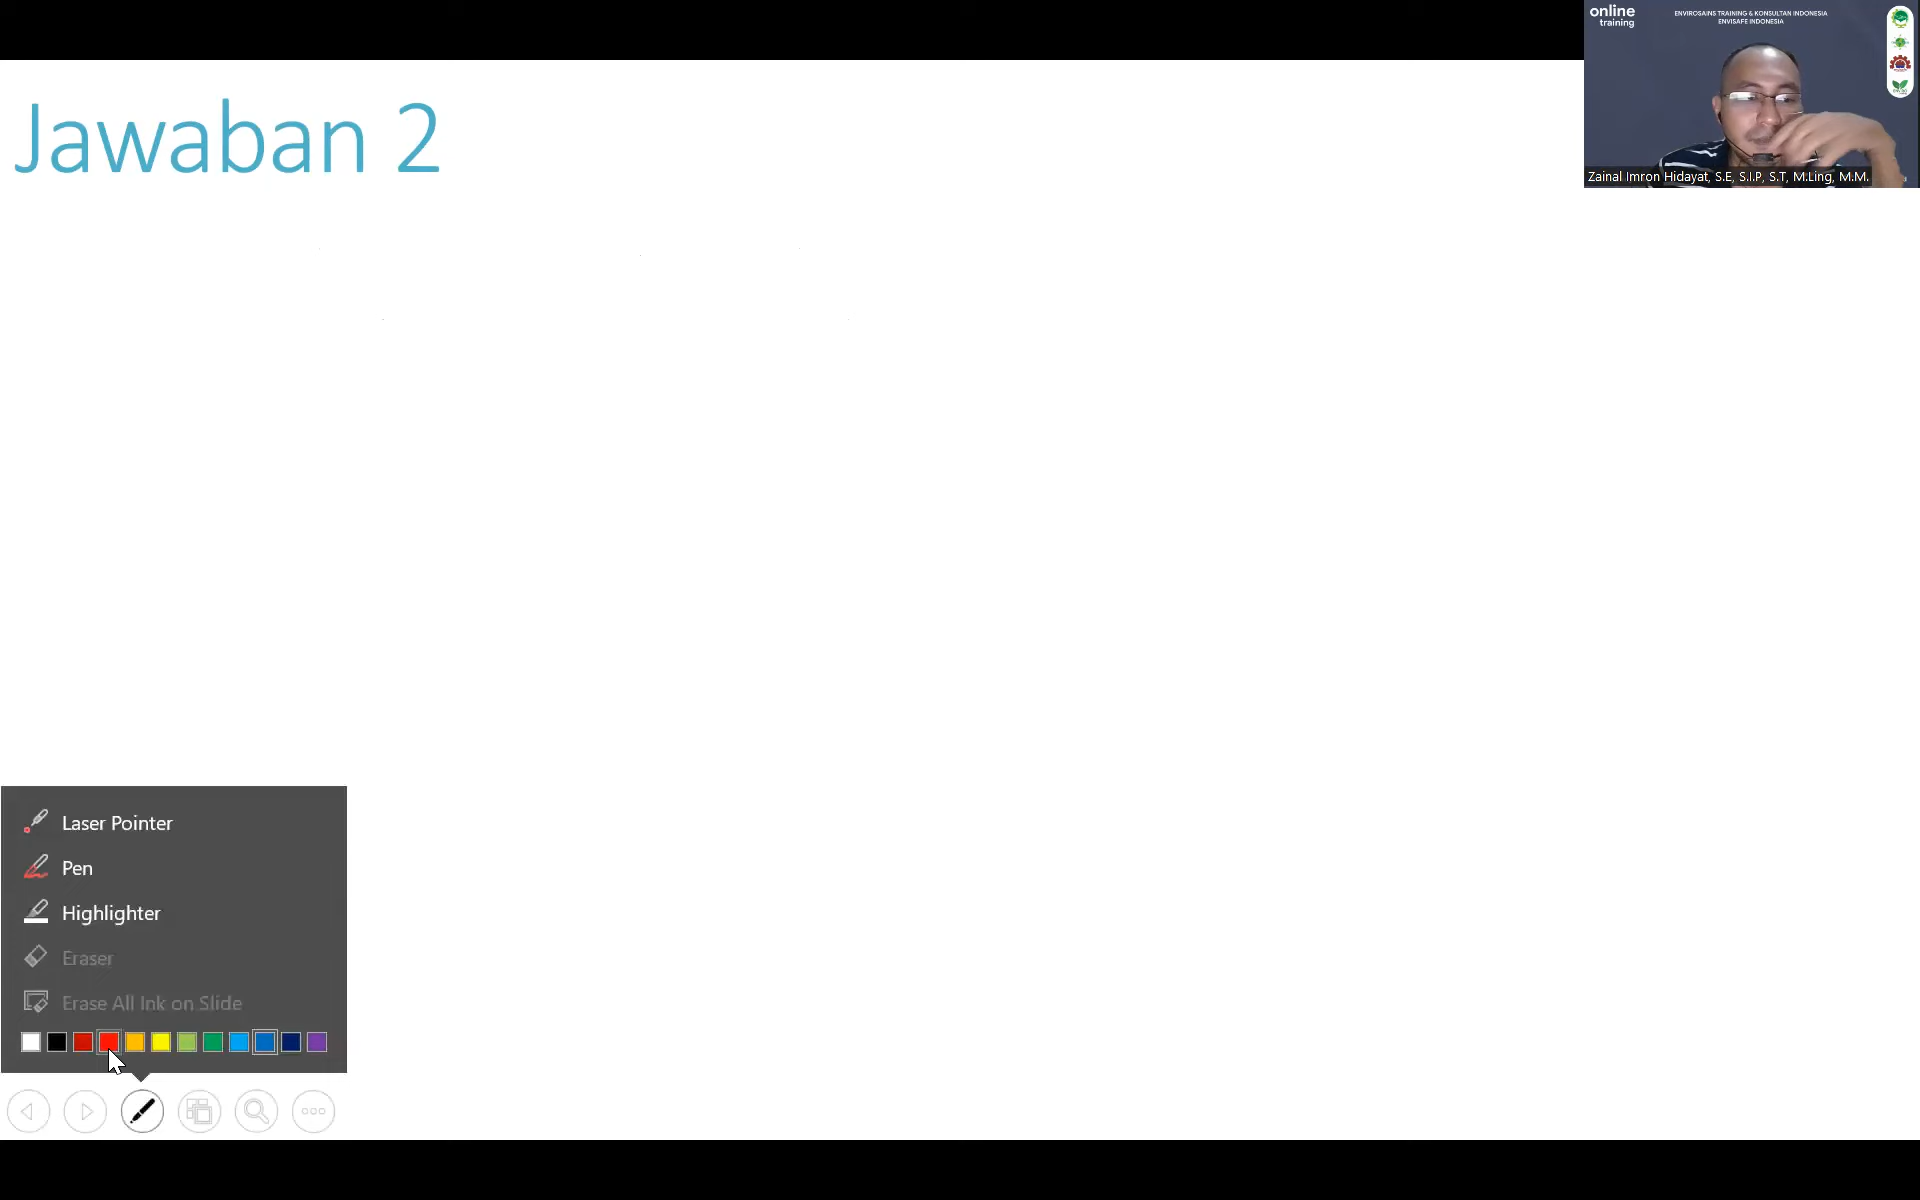 online
training
ENVIROSAINS TRAINING & KONSULTAN INDONESIA
ENVISAFE INDONESIA
Zainal Imron Hidayat, S.E, S.I.P, S.T, M.Ling, M.M.
Jawaban 2
Laser Pointer
Pen
Highlighter
Eraser
Erase All Ink on Slide